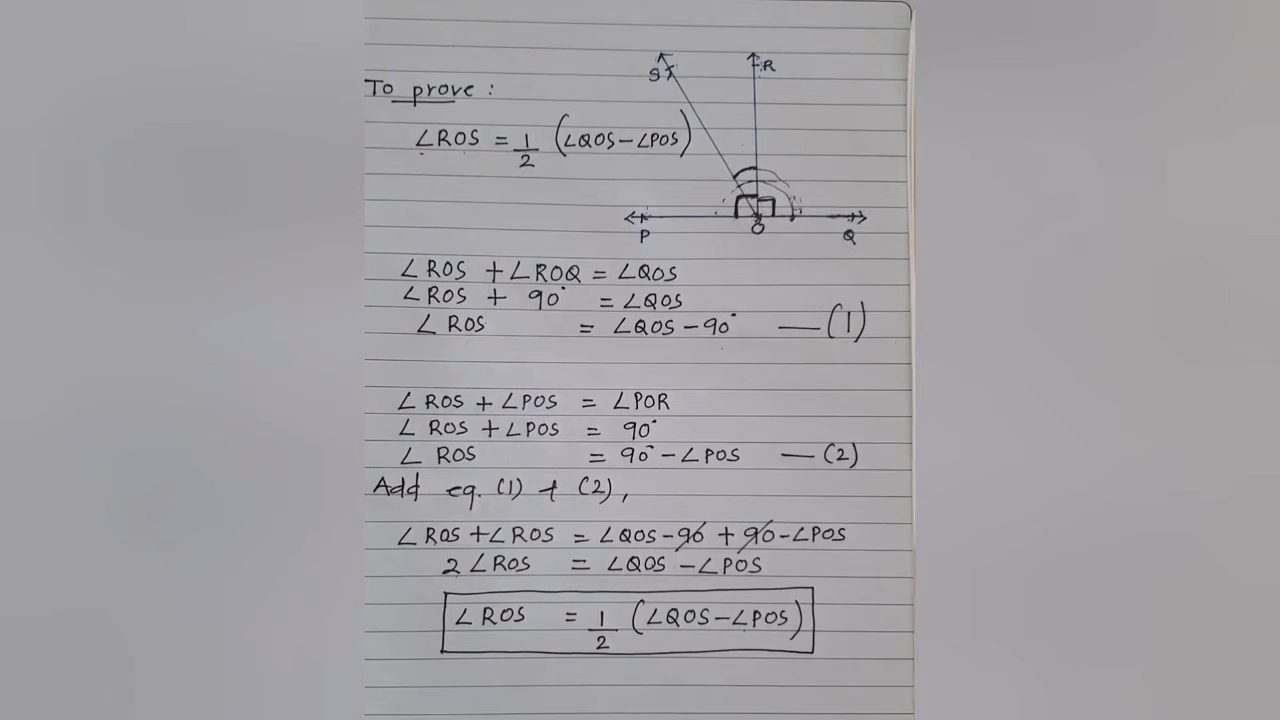 To prove :
∠ROS = 1/2 (∠QOS - ∠POS)
S
R
P
O
Q
∠ROS + ∠ROQ = ∠QOS
∠ROS + 90° = ∠QOS
∠ROS = ∠QOS - 90° — (1)
∠ROS + ∠POS = ∠POR
∠ROS + ∠POS = 90°
∠ROS = 90° - ∠POS — (2)
Add eq. (1) + (2),
∠ROS + ∠ROS = ∠QOS - 90 + 90 - ∠POS
2 ∠ROS = ∠QOS - ∠POS
∠ROS = 1/2 (∠QOS - ∠POS)